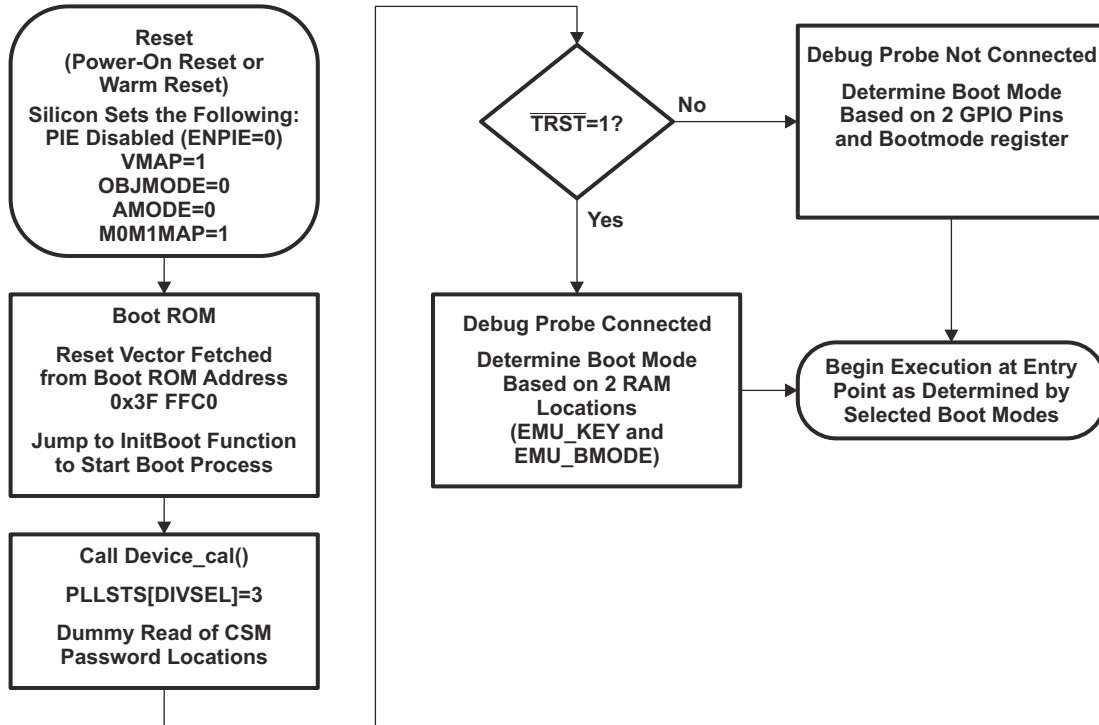 Reset
(Power-On Reset or
Warm Reset)
Silicon Sets the Following:
PIE Disabled (ENPIE=0)
VMAP=1
OBJMODE=0
AMODE=0
M0M1MAP=1
Boot ROM
Reset Vector Fetched
from Boot ROM Address
0x3F FFC0
Jump to InitBoot Function
to Start Boot Process
Call Device_cal()
PLLSTS[DIVSEL]=3
Dummy Read of CSM
Password Locations
T̅R̅S̅T̅=1?
No
Yes
Debug Probe Not Connected
Determine Boot Mode
Based on 2 GPIO Pins
and Bootmode register
Debug Probe Connected
Determine Boot Mode
Based on 2 RAM
Locations
(EMU_KEY and
EMU_BMODE)
Begin Execution at Entry
Point as Determined by
Selected Boot Modes